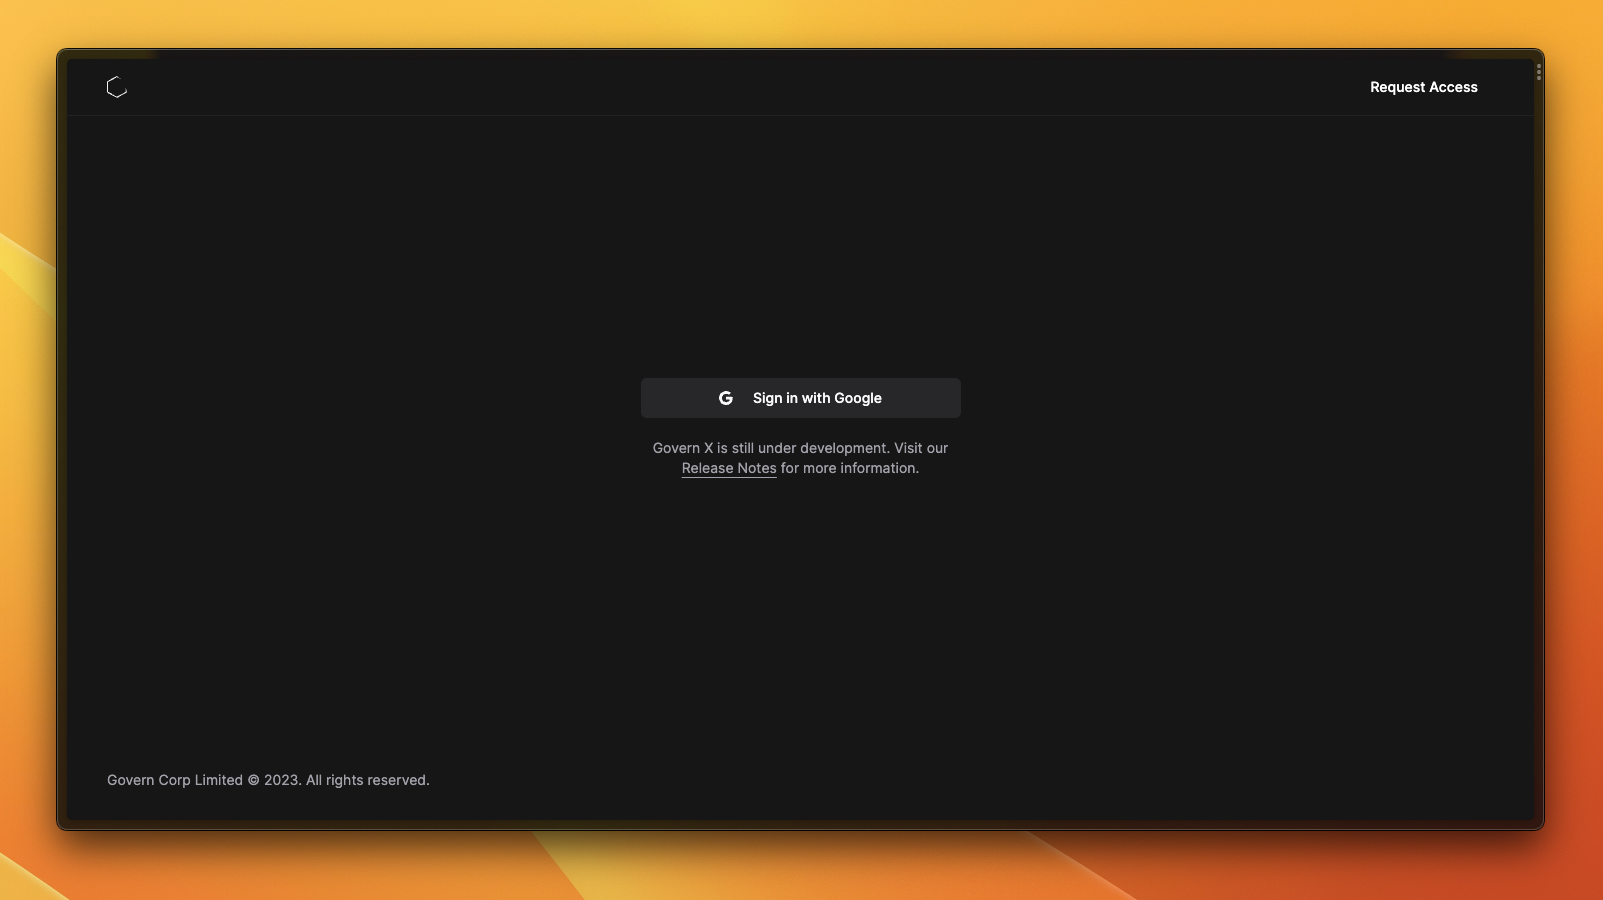 Request Access
Sign in with Google
Govern X is still under development. Visit our
Release Notes for more information.
Govern Corp Limited © 2023. All rights reserved.